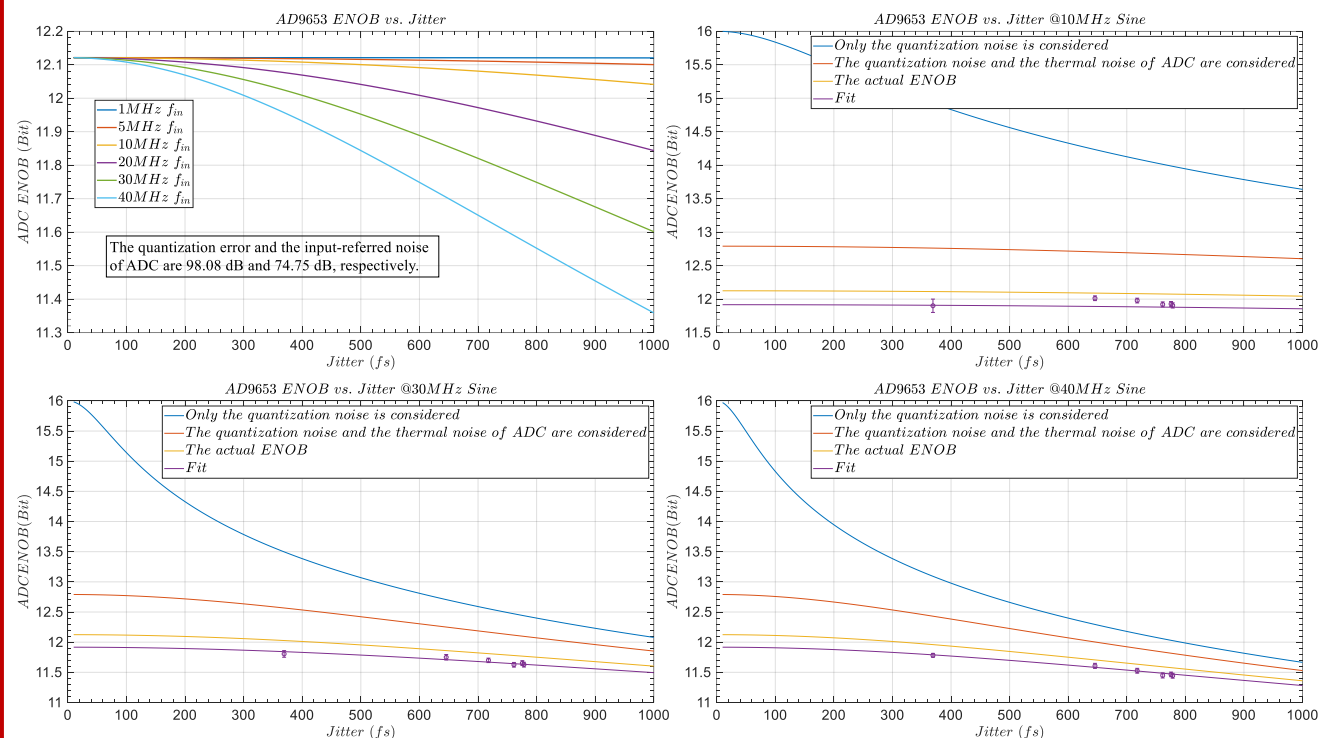 AD9653 ENOB vs. Jitter
12.2
12.1
12
11.9
11.8
11.7
11.6
11.5
11.4
11.3
ADC ENOB (Bit)
1MHz fin
5MHz fin
10MHz fin
20MHz fin
30MHz fin
40MHz fin
The quantization error and the input-referred noise
of ADC are 98.08 dB and 74.75 dB, respectively.
0 100 200 300 400 500 600 700 800 900 1000
Jitter (fs)
AD9653 ENOB vs. Jitter @10MHz Sine
16
15.5
15
14.5
14
13.5
13
12.5
12
11.5
ADCENOB(Bit)
Only the quantization noise is considered
The quantization noise and the thermal noise of ADC are considered
The actual ENOB
Fit
0 100 200 300 400 500 600 700 800 900 1000
Jitter (fs)
AD9653 ENOB vs. Jitter @30MHz Sine
16
15.5
15
14.5
14
13.5
13
12.5
12
11.5
11
ADCENOB(Bit)
Only the quantization noise is considered
The quantization noise and the thermal noise of ADC are considered
The actual ENOB
Fit
0 100 200 300 400 500 600 700 800 900 1000
Jitter (fs)
AD9653 ENOB vs. Jitter @40MHz Sine
16
15.5
15
14.5
14
13.5
13
12.5
12
11.5
11
ADCENOB(Bit)
Only the quantization noise is considered
The quantization noise and the thermal noise of ADC are considered
The actual ENOB
Fit
0 100 200 300 400 500 600 700 800 900 1000
Jitter (fs)